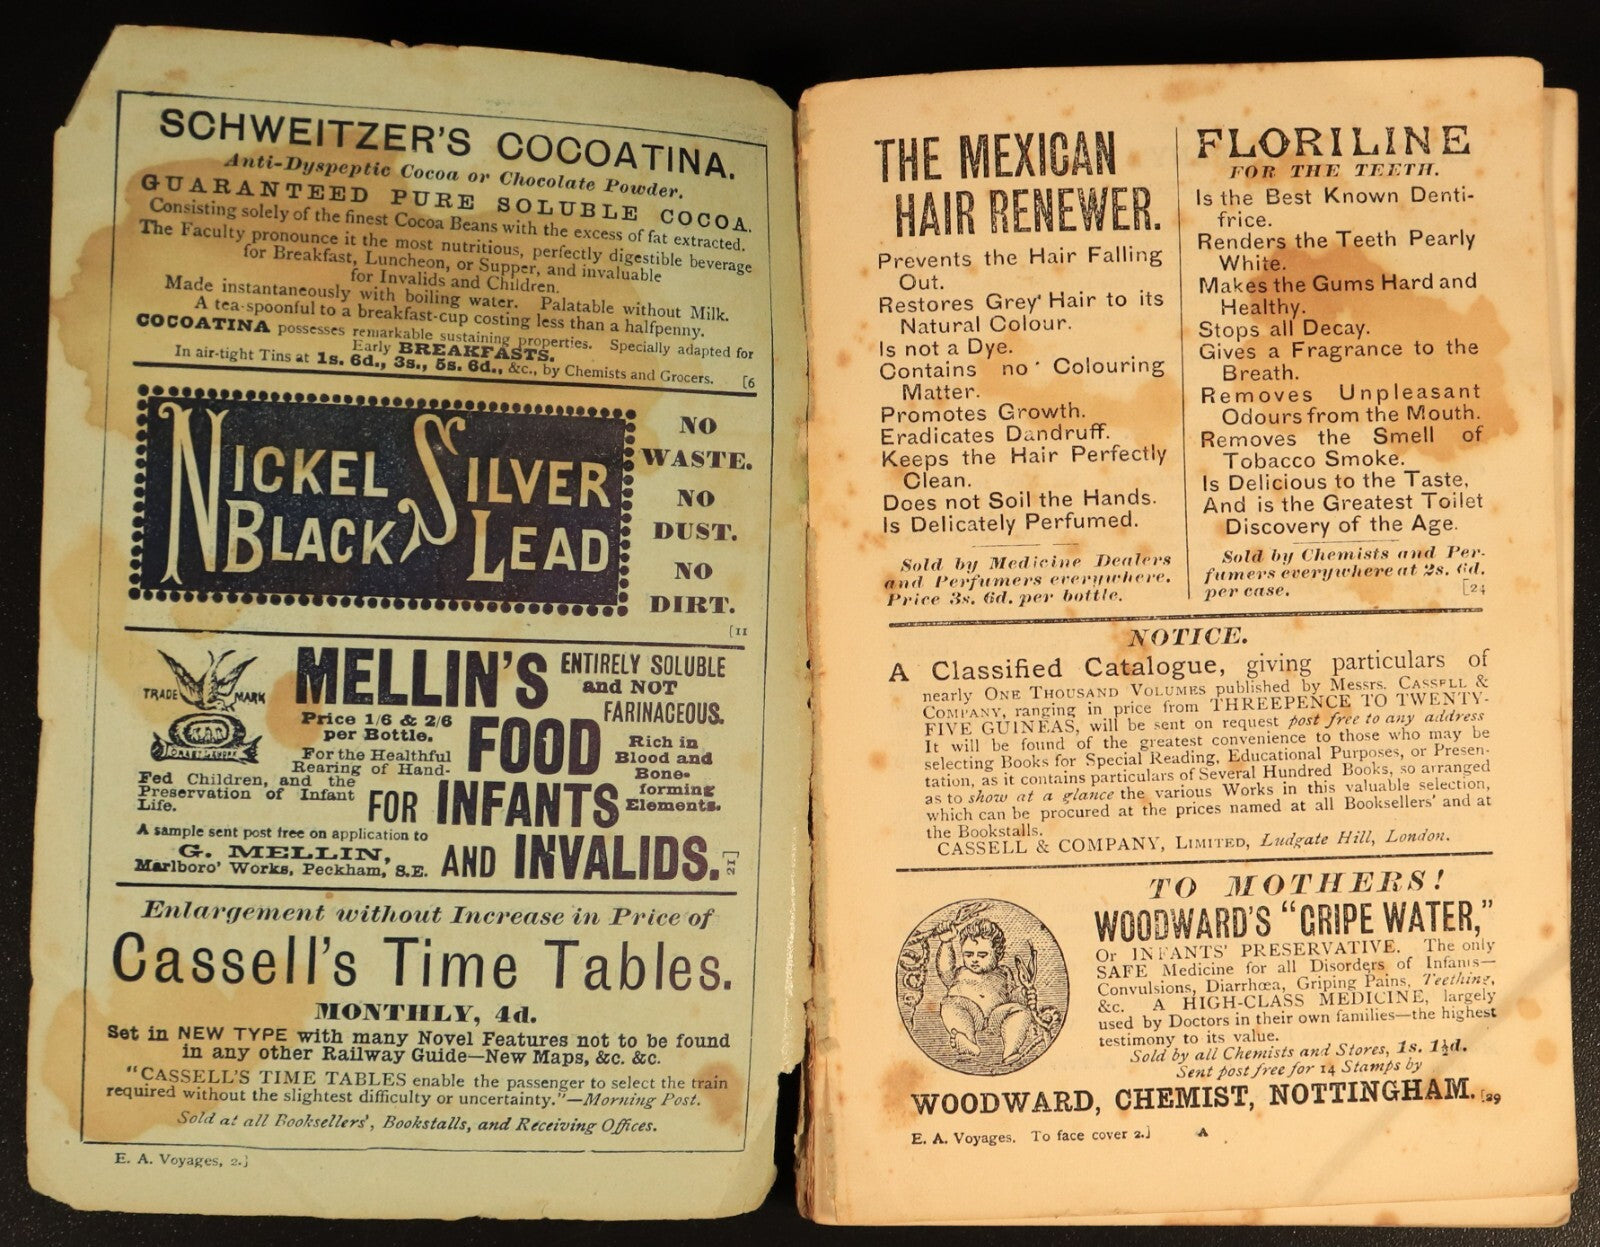 SCHWEITZER'S COCOATINA.
Anti-Dyspeptic Cocoa or Chocolate Powder.
GUARANTEED PURE SOLUBLE COCOA.
Consisting solely of the finest Cocoa Beans with the excess of fat extracted.
The Faculty pronounce it the most nutritious, perfectly digestible beverage
for Breakfast, Luncheon, or Supper, and invaluable
for Invalids and Children.
Made instantaneously with boiling water. Palatable without Milk.
A tea-spoonful to a breakfast-cup costing less than a halfpenny.
COCOATINA possesses remarkable sustaining properties. Specially adapted for
Early BREAKFASTS.
In air-tight Tins at 1s. 6d., 3s., 5s. 6d., &c., by Chemists and Grocers. [6
NICKEL SILVER
BLACK LEAD
NO
WASTE.
NO
DUST.
NO
DIRT.
[11
TRADE MARK
MELLIN'S
ENTIRELY SOLUBLE
and NOT
FARINACEOUS.
Price 1/6 & 2/6
per Bottle.
FOOD
For the Healthful
Rearing of Hand-
Fed Children, and the
Preservation of Infant
Life.
Rich in
Blood and
Bone-
forming
Elements.
FOR INFANTS
A sample sent post free on application to
G. MELLIN,
Marlboro' Works, Peckham, S.E.
AND INVALIDS.
[21
Enlargement without Increase in Price of
Cassell's Time Tables.
MONTHLY, 4d.
Set in NEW TYPE with many Novel Features not to be found
in any other Railway Guide—New Maps, &c. &c.
"CASSELL'S TIME TABLES enable the passenger to select the train
required without the slightest difficulty or uncertainty."—Morning Post.
Sold at all Booksellers', Bookstalls, and Receiving Offices.
E. A. Voyages, 2.]
THE MEXICAN
HAIR RENEWER.
Prevents the Hair Falling
Out.
Restores Grey Hair to its
Natural Colour.
Is not a Dye.
Contains no Colouring
Matter.
Promotes Growth.
Eradicates Dandruff.
Keeps the Hair Perfectly
Clean.
Does not Soil the Hands.
Is Delicately Perfumed.
Sold by Medicine Dealers
and Perfumers everywhere.
Price 3s. 6d. per bottle.
FLORILINE
FOR THE TEETH.
Is the Best Known Denti-
frice.
Renders the Teeth Pearly
White.
Makes the Gums Hard and
Healthy.
Stops all Decay.
Gives a Fragrance to the
Breath.
Removes Unpleasant
Odours from the Mouth.
Removes the Smell of
Tobacco Smoke.
Is Delicious to the Taste,
And is the Greatest Toilet
Discovery of the Age.
Sold by Chemists and Per-
fumers everywhere at 2s. 6d.
per case. [24
NOTICE.
A Classified Catalogue, giving particulars of
nearly ONE THOUSAND VOLUMES published by Messrs. CASSELL &
COMPANY, ranging in price from THREEPENCE TO TWENTY-
FIVE GUINEAS, will be sent on request post free to any address
It will be found of the greatest convenience to those who may be
selecting Books for Special Reading, Educational Purposes, or Presen-
tation, as it contains particulars of Several Hundred Books, so arranged
as to show at a glance the various Works in this valuable selection,
which can be procured at the prices named at all Booksellers' and at
the Bookstalls.
CASSELL & COMPANY, LIMITED, Ludgate Hill, London.
TO MOTHERS!
WOODWARD'S "GRIPE WATER,"
Or INFANTS' PRESERVATIVE. The only
SAFE Medicine for all Disorders of Infants—
Convulsions, Diarrhœa, Griping Pains, Teething,
&c. A HIGH-CLASS MEDICINE, largely
used by Doctors in their own families—the highest
testimony to its value.
Sold by all Chemists and Stores, 1s. 1½d.
Sent post free for 14 Stamps by
WOODWARD, CHEMIST, NOTTINGHAM. [29
E. A. Voyages. To face cover 2.] A